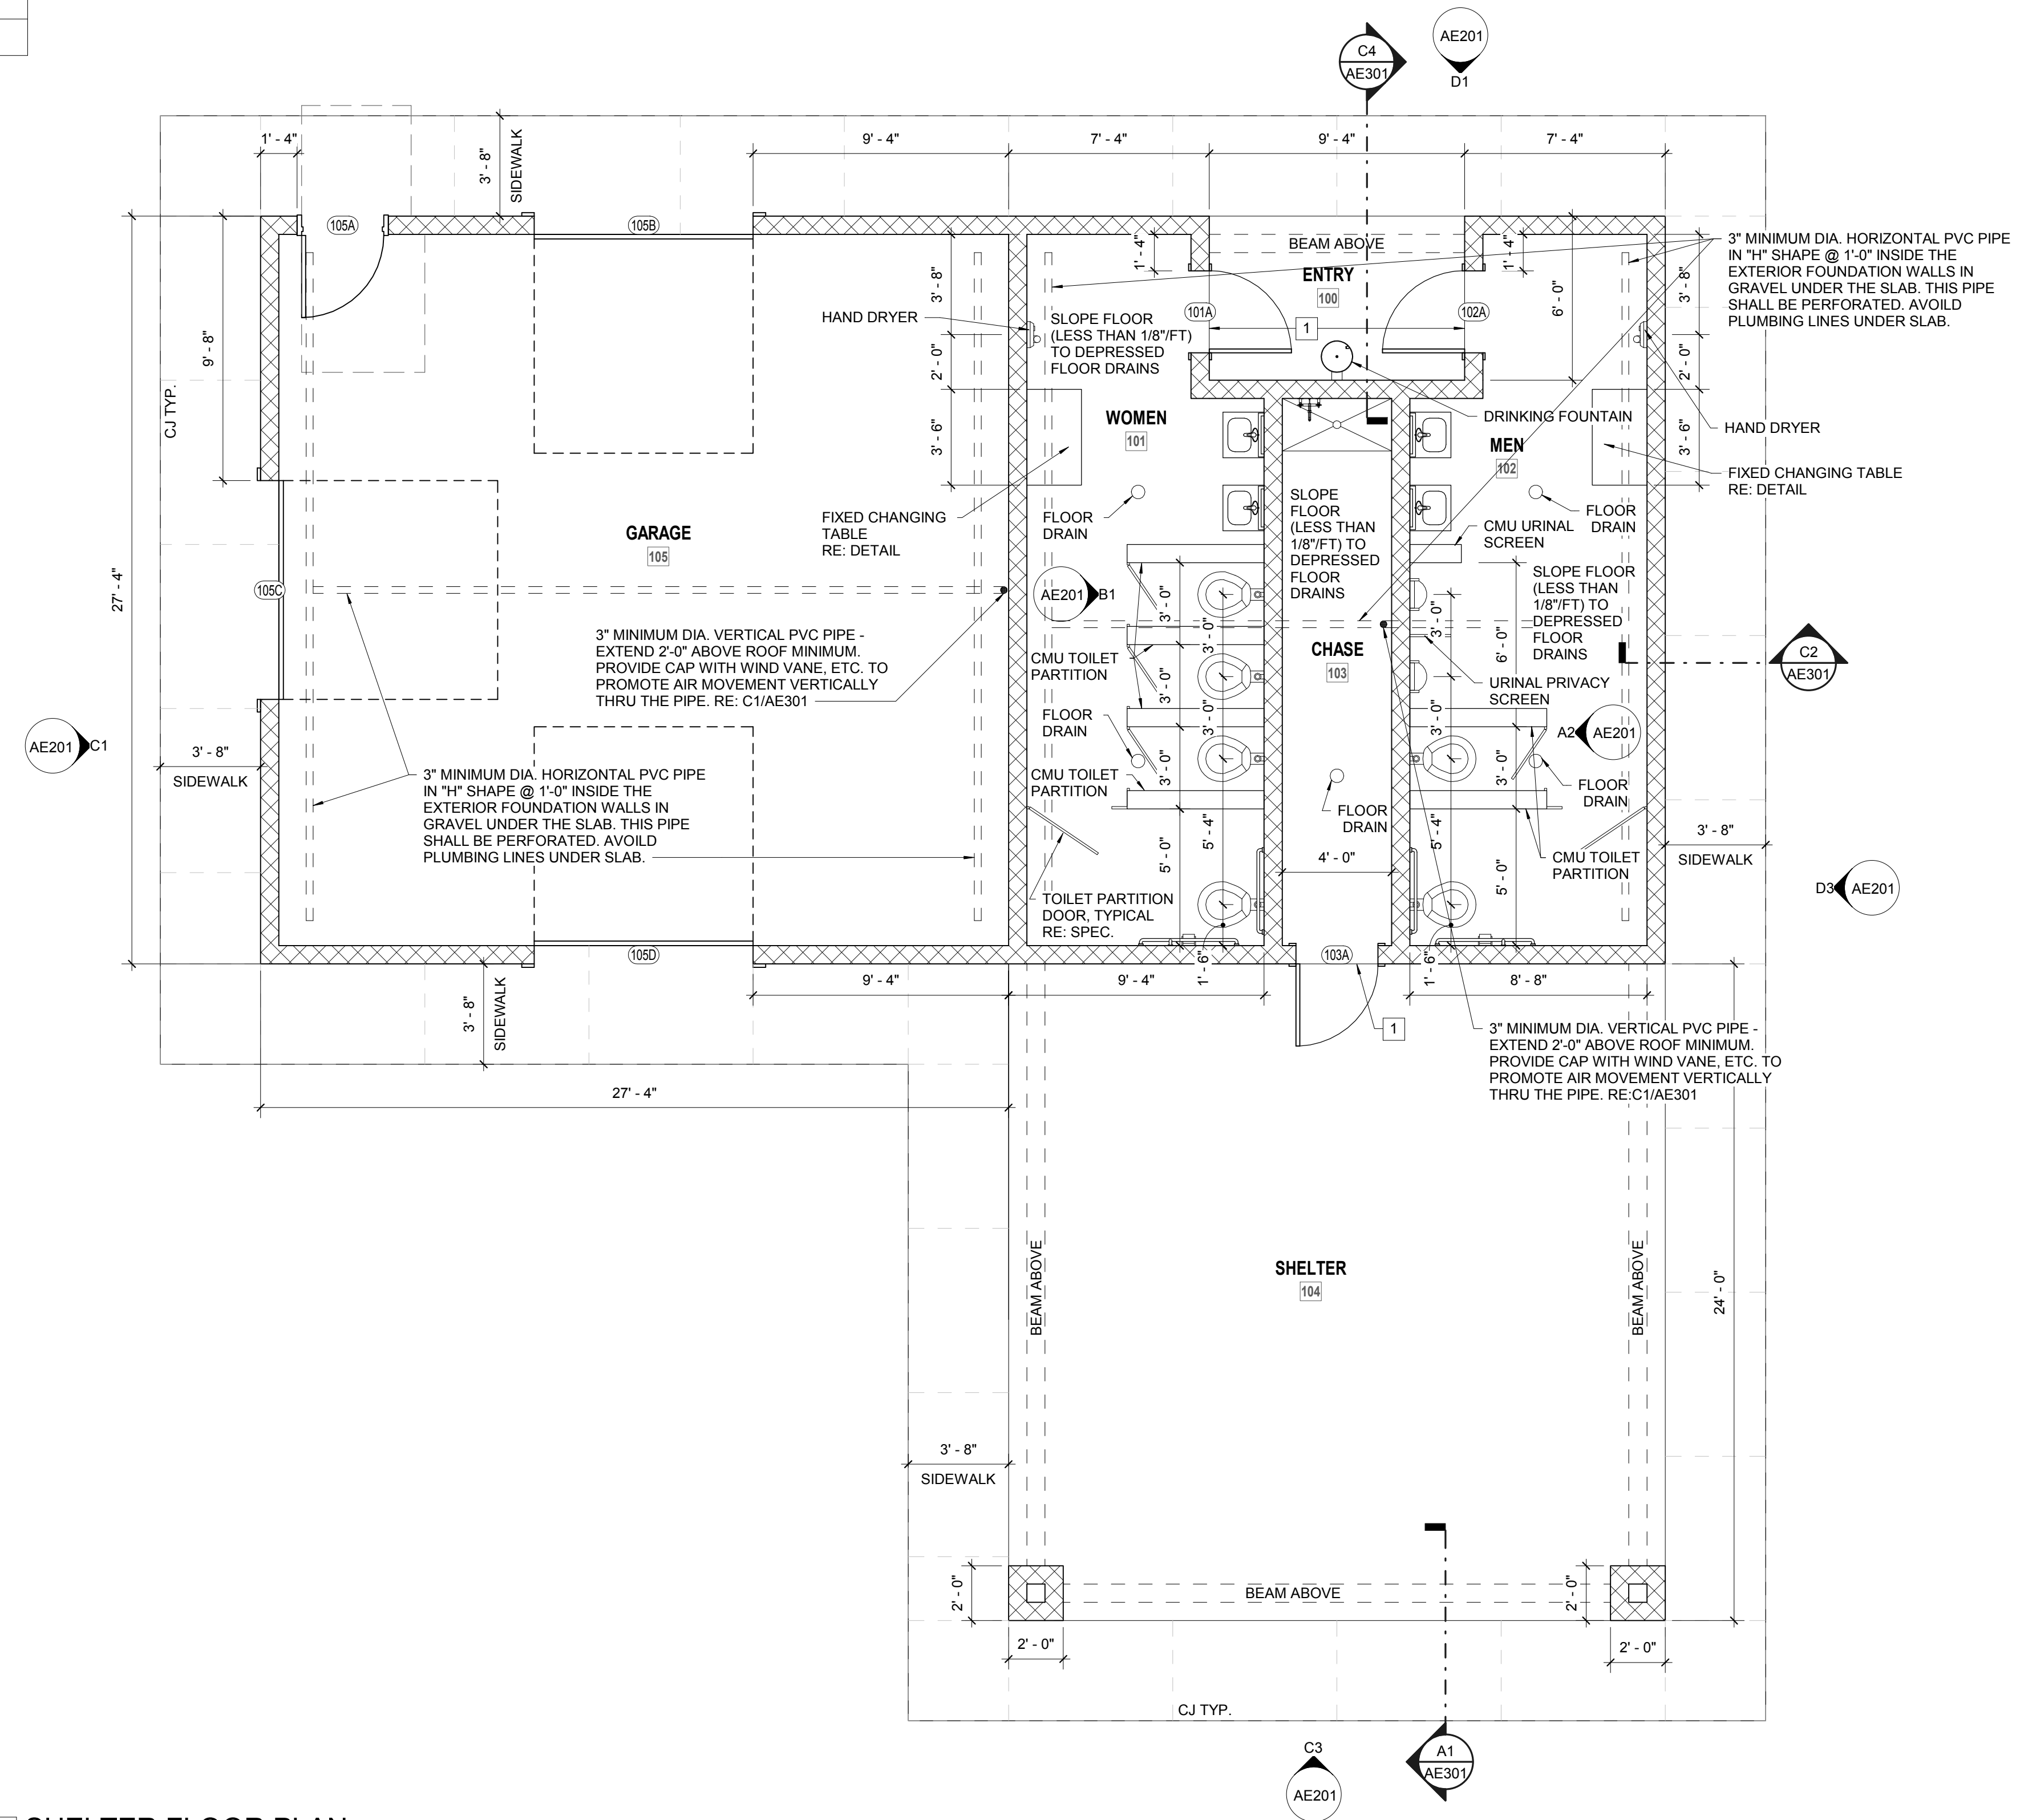 C4
AE301
AE201
D1
1' - 4"
3' - 8"
SIDEWALK
9' - 4"
7' - 4"
9' - 4"
7' - 4"
105A
105B
BEAM ABOVE
1' - 4"
1' - 4"
ENTRY
100
101A
102A
1
6' - 0"
3' - 8"
2' - 0"
3' - 6"
3' - 8"
2' - 0"
3' - 6"
3" MINIMUM DIA. HORIZONTAL PVC PIPE
IN "H" SHAPE @ 1'-0" INSIDE THE
EXTERIOR FOUNDATION WALLS IN
GRAVEL UNDER THE SLAB. THIS PIPE
SHALL BE PERFORATED. AVOILD
PLUMBING LINES UNDER SLAB.
HAND DRYER
SLOPE FLOOR
(LESS THAN 1/8"/FT)
TO DEPRESSED
FLOOR DRAINS
9' - 8"
CJ TYP.
27' - 4"
WOMEN
101
DRINKING FOUNTAIN
MEN
102
HAND DRYER
FIXED CHANGING TABLE
RE: DETAIL
GARAGE
105
FIXED CHANGING
TABLE
RE: DETAIL
FLOOR
DRAIN
SLOPE
FLOOR
(LESS THAN
1/8"/FT) TO
DEPRESSED
FLOOR
DRAINS
FLOOR
DRAIN
CMU URINAL
SCREEN
SLOPE FLOOR
(LESS THAN
1/8"/FT) TO
DEPRESSED
FLOOR
DRAINS
105C
AE201
B1
3' - 0"
3' - 0"
3' - 0"
3' - 0"
3' - 0"
5' - 4"
5' - 0"
3" MINIMUM DIA. VERTICAL PVC PIPE -
EXTEND 2'-0" ABOVE ROOF MINIMUM.
PROVIDE CAP WITH WIND VANE, ETC. TO
PROMOTE AIR MOVEMENT VERTICALLY
THRU THE PIPE. RE: C1/AE301
CMU TOILET
PARTITION
CHASE
103
3' - 0"
6' - 0"
3' - 0"
3' - 0"
5' - 4"
5' - 0"
URINAL PRIVACY
SCREEN
C2
AE301
FLOOR
DRAIN
A2
AE201
AE201
C1
3' - 8"
SIDEWALK
3" MINIMUM DIA. HORIZONTAL PVC PIPE
IN "H" SHAPE @ 1'-0" INSIDE THE
EXTERIOR FOUNDATION WALLS IN
GRAVEL UNDER THE SLAB. THIS PIPE
SHALL BE PERFORATED. AVOILD
PLUMBING LINES UNDER SLAB.
CMU TOILET
PARTITION
FLOOR
DRAIN
FLOOR
DRAIN
4' - 0"
CMU TOILET
PARTITION
3' - 8"
SIDEWALK
D3
AE201
TOILET PARTITION
DOOR, TYPICAL
RE: SPEC.
105D
103A
1' - 6"
1' - 6"
9' - 4"
9' - 4"
8' - 8"
3' - 8"
SIDEWALK
1
3" MINIMUM DIA. VERTICAL PVC PIPE -
EXTEND 2'-0" ABOVE ROOF MINIMUM.
PROVIDE CAP WITH WIND VANE, ETC. TO
PROMOTE AIR MOVEMENT VERTICALLY
THRU THE PIPE. RE:C1/AE301
27' - 4"
SHELTER
104
BEAM ABOVE
BEAM ABOVE
24' - 0"
3' - 8"
SIDEWALK
2' - 0"
BEAM ABOVE
2' - 0"
2' - 0"
2' - 0"
CJ TYP.
C3
AE201
A1
AE301
SHELTER FLOOR PLAN